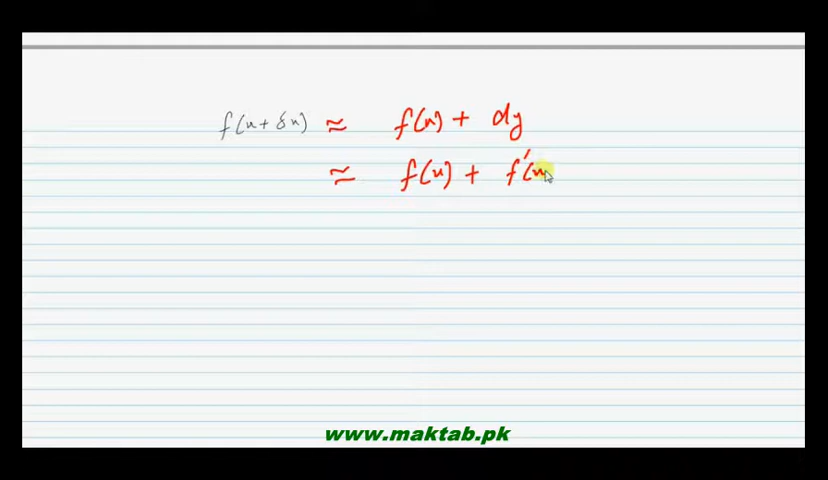 f(x + δx) ≈ f(x) + dy
≈ f(x) + f'(x
www.maktab.pk